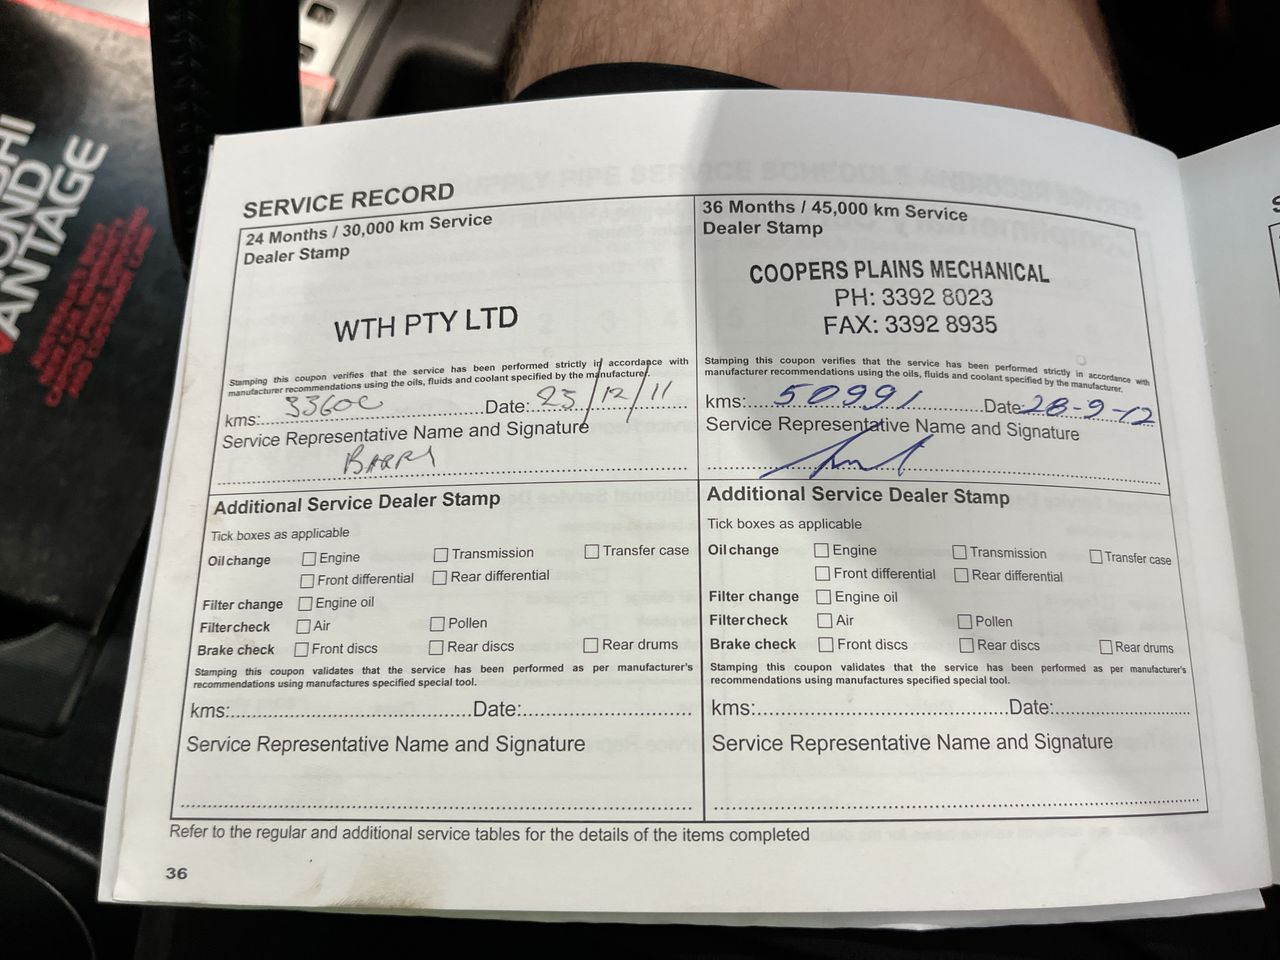 SHI
OND
ANTAGE
SERVICE RECORD
24 Months / 30,000 km Service
Dealer Stamp
WTH PTY LTD
Stamping this coupon verifies that the service has been performed strictly in accordance with
manufacturer recommendations using the oils, fluids and coolant specified by the manufacturer.
kms: 33600 Date: 23/12/11
Service Representative Name and Signature
BARRY
Additional Service Dealer Stamp
Tick boxes as applicable
Oil change Engine Transmission Transfer case
Front differential Rear differential
Filter change Engine oil
Filter check Air Pollen
Brake check Front discs Rear discs Rear drums
Stamping this coupon validates that the service has been performed as per manufacturer's
recommendations using manufactures specified special tool.
kms: Date:
Service Representative Name and Signature
36 Months / 45,000 km Service
Dealer Stamp
COOPERS PLAINS MECHANICAL
PH: 3392 8023
FAX: 3392 8935
Stamping this coupon verifies that the service has been performed strictly in accordance with
manufacturer recommendations using the oils, fluids and coolant specified by the manufacturer.
kms: 50991 Date: 28-9-12
Service Representative Name and Signature
Additional Service Dealer Stamp
Tick boxes as applicable
Oil change Engine Transmission Transfer case
Front differential Rear differential
Filter change Engine oil
Filter check Air Pollen
Brake check Front discs Rear discs Rear drums
Stamping this coupon validates that the service has been performed as per manufacturer's
recommendations using manufactures specified special tool.
kms: Date:
Service Representative Name and Signature
Refer to the regular and additional service tables for the details of the items completed
36